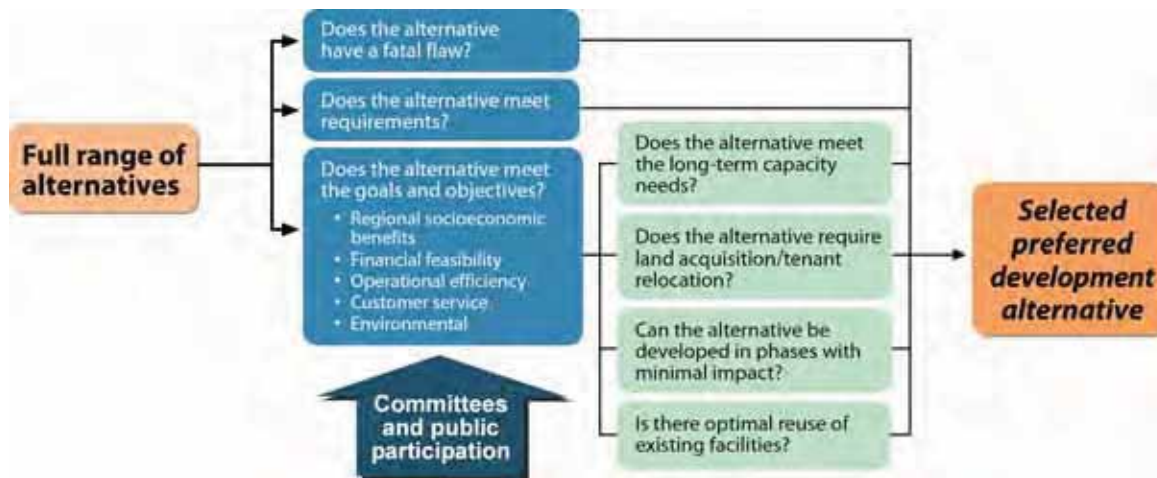 Full range of
alternatives
Does the alternative
have a fatal flaw?
Does the alternative meet
requirements?
Does the alternative meet
the goals and objectives?
• Regional socioeconomic
benefits
• Financial feasibility
• Operational efficiency
• Customer service
• Environmental
Committees
and public
participation
Does the alternative meet
the long-term capacity
needs?
Does the alternative require
land acquisition/tenant
relocation?
Can the alternative be
developed in phases with
minimal impact?
Is there optimal reuse of
existing facilities?
Selected
preferred
development
alternative